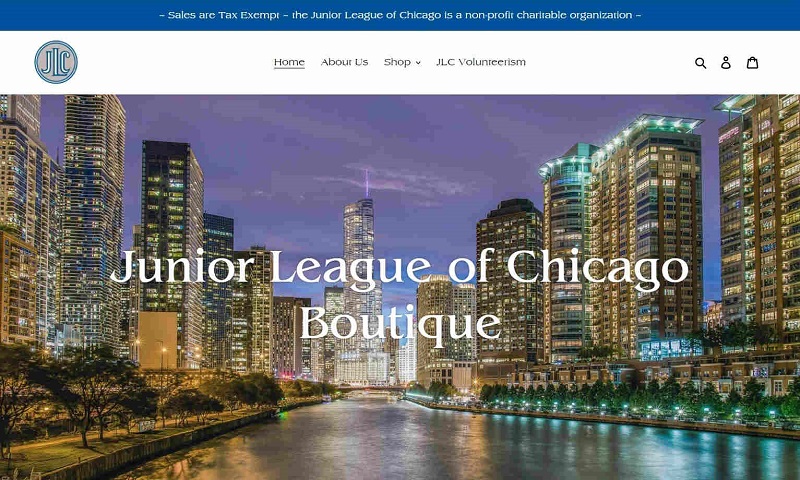 ~ Sales are Tax Exempt ~ the Junior League of Chicago is a non-profit charitable organization ~
JLC
Home About Us Shop JLC Volunteerism
Junior League of Chicago
Boutique